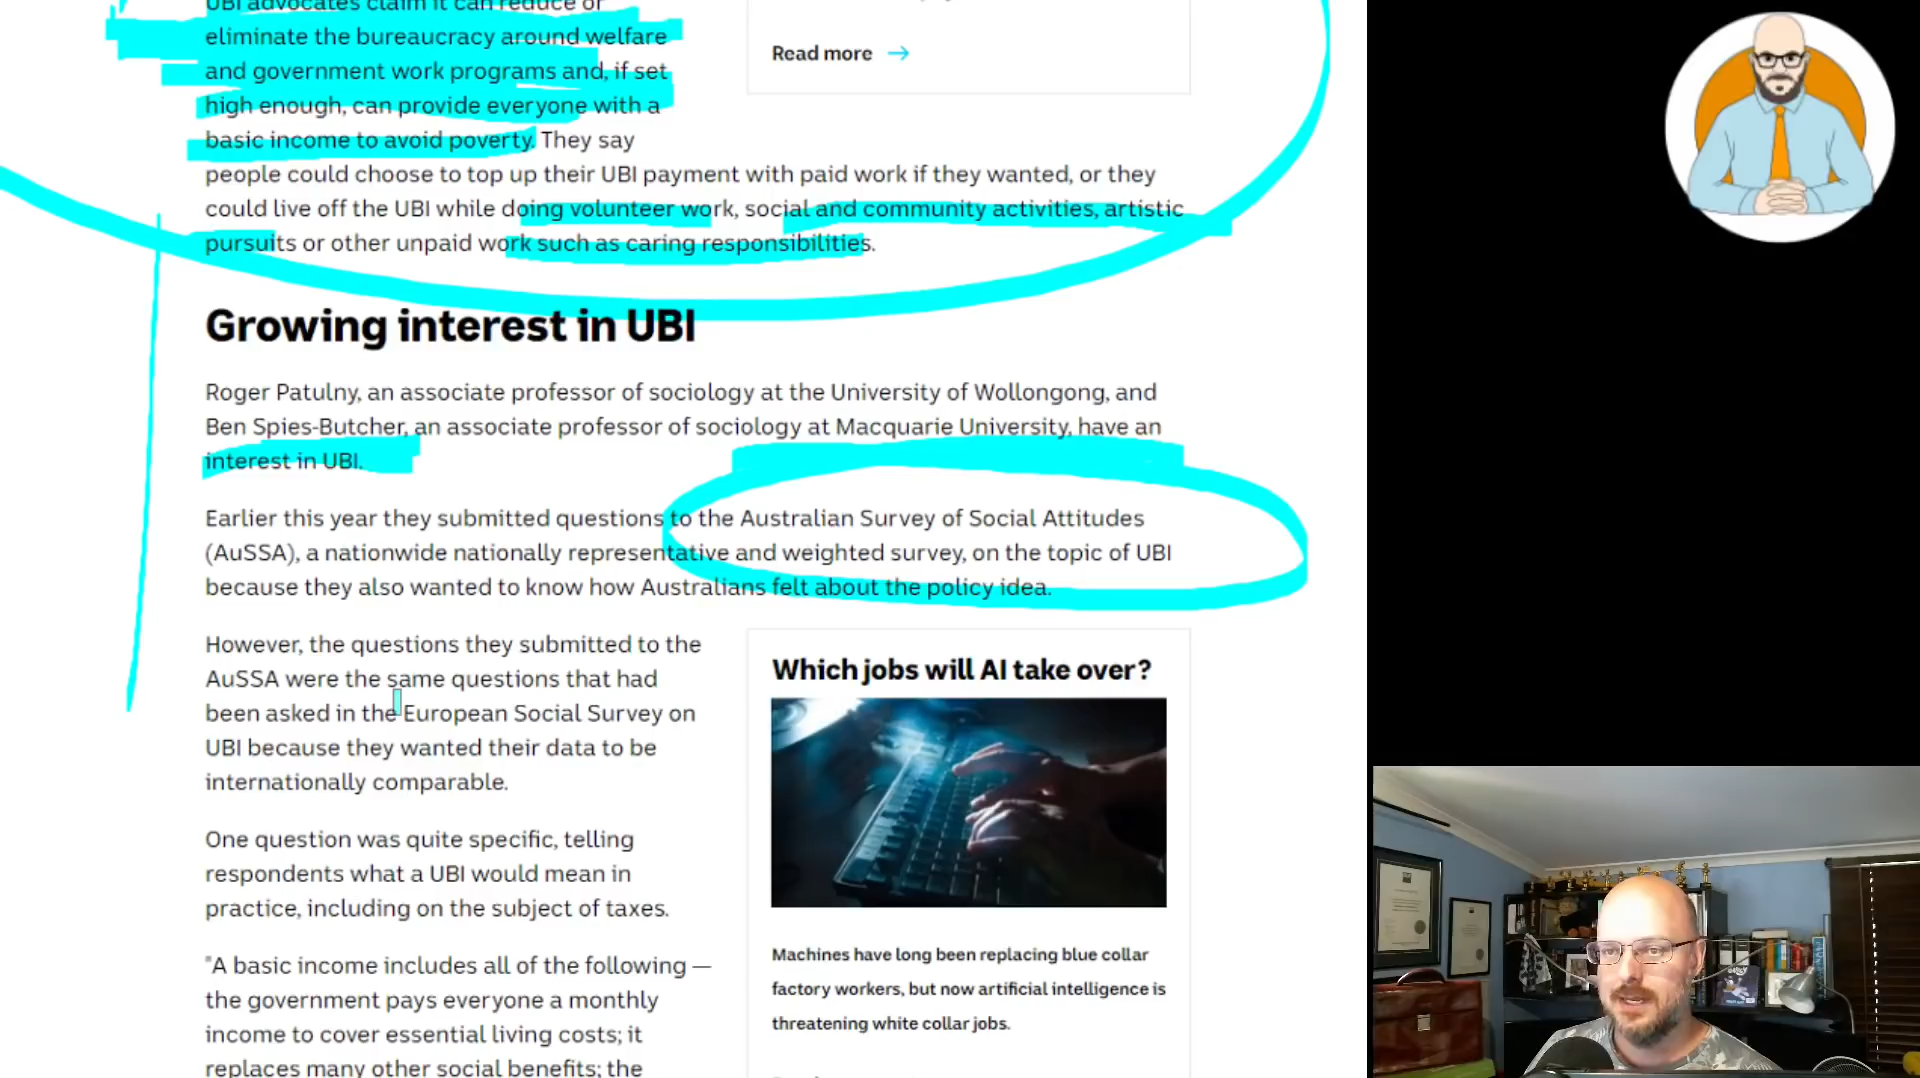 UBI advocates claim it can reduce or
eliminate the bureaucracy around welfare
and government work programs and, if set
high enough, can provide everyone with a
basic income to avoid poverty. They say
people could choose to top up their UBI payment with paid work if they wanted, or they
could live off the UBI while doing volunteer work, social and community activities, artistic
pursuits or other unpaid work such as caring responsibilities.
Read more →
Growing interest in UBI
Roger Patulny, an associate professor of sociology at the University of Wollongong, and
Ben Spies-Butcher, an associate professor of sociology at Macquarie University, have an
interest in UBI.
Earlier this year they submitted questions to the Australian Survey of Social Attitudes
(AuSSA), a nationwide nationally representative and weighted survey, on the topic of UBI
because they also wanted to know how Australians felt about the policy idea.
However, the questions they submitted to the
AuSSA were the same questions that had
been asked in the European Social Survey on
UBI because they wanted their data to be
internationally comparable.
One question was quite specific, telling
respondents what a UBI would mean in
practice, including on the subject of taxes.
"A basic income includes all of the following —
the government pays everyone a monthly
income to cover essential living costs; it
replaces many other social benefits; the
Which jobs will AI take over?
Machines have long been replacing blue collar
factory workers, but now artificial intelligence is
threatening white collar jobs.